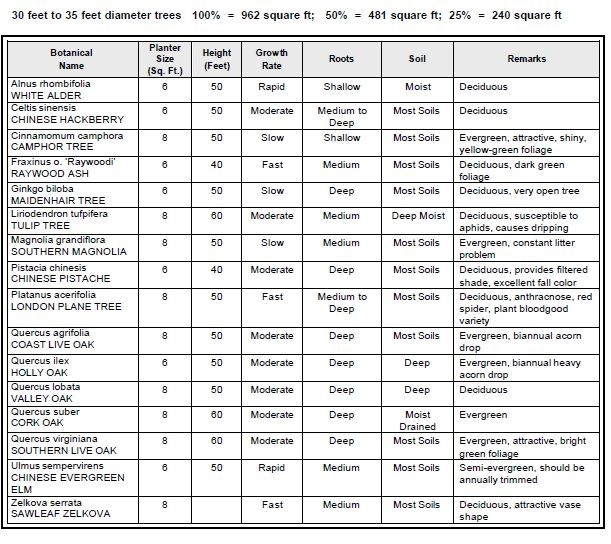 30 feet to 35 feet diameter trees 100% = 962 square ft; 50% = 481 square ft; 25% = 240 square ft
Botanical Name Planter Size (Sq. Ft.) Height (Feet) Growth Rate Roots Soil Remarks
Alnus rhombifolia 6 50 Rapid Shallow Moist Deciduous
WHITE ALDER
Celtis sinensis 6 50 Moderate Medium to Most Soils Deciduous
CHINESE HACKBERRY Deep
Cinnamomum camphora 8 50 Slow Shallow Most Soils Evergreen, attractive, shiny,
CAMPHOR TREE yellow-green foliage
Fraxinus o. 'Raywoodi' 6 40 Fast Medium Most Soils Deciduous, dark green
RAYWOOD ASH foliage
Ginkgo biloba 6 50 Slow Deep Most Soils Deciduous, very open tree
MAIDENHAIR TREE
Liriodendron tufpifera 8 60 Moderate Medium Deep Moist Deciduous, susceptible to
TULIP TREE aphids, causes dripping
Magnolia grandiflora 8 50 Slow Medium Most Soils Evergreen, constant litter
SOUTHERN MAGNOLIA problem
Pistacia chinesis 6 40 Moderate Deep Most Soils Deciduous, provides filtered
CHINESE PISTACHE shade, excellent fall color
Platanus acerifolia 8 50 Fast Medium to Most Soils Deciduous, anthracnose, red
LONDON PLANE TREE Deep spider, plant bloodgood
variety
Quercus agrifolia 8 50 Moderate Deep Most Soils Evergreen, biannual acorn
COAST LIVE OAK drop
Quercus ilex 6 50 Moderate Deep Deep Evergreen, biannual heavy
HOLLY OAK acorn drop
Quercus lobata 8 50 Moderate Deep Deep Deciduous
VALLEY OAK
Quercus suber 8 60 Moderate Deep Moist Evergreen
CORK OAK Drained
Quercus virginiana 8 60 Moderate Deep Most Soils Evergreen, attractive, bright
SOUTHERN LIVE OAK green foliage
Ulmus sempervirens 6 50 Rapid Medium Most Soils Semi-evergreen, should be
CHINESE EVERGREEN annually trimmed
ELM
Zelkova serrata 8 Fast Medium Most Soils Deciduous, attractive vase
SAWLEAF ZELKOVA shape